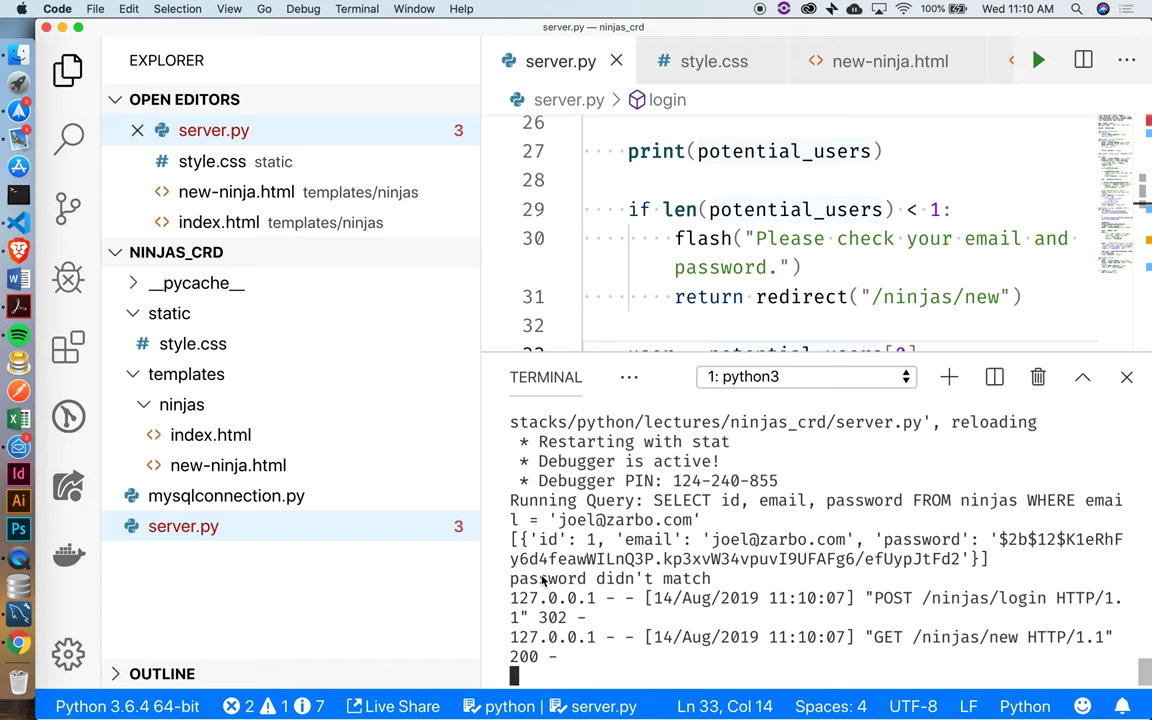 Code File Edit Selection View Go Debug Terminal Window Help 100% Wed 11:10 AM
server.py — ninjas_crd
EXPLORER
OPEN EDITORS
server.py 3
style.css static
new-ninja.html templates/ninjas
index.html templates/ninjas
NINJAS_CRD
__pycache__
static
style.css
templates
ninjas
index.html
new-ninja.html
mysqlconnection.py
server.py 3
OUTLINE
server.py style.css new-ninja.html
server.py login
26
27 print(potential_users)
28
29 if len(potential_users) < 1:
30 flash("Please check your email and
password.")
31 return redirect("/ninjas/new")
32
TERMINAL 1: python3
stacks/python/lectures/ninjas_crd/server.py', reloading
* Restarting with stat
* Debugger is active!
* Debugger PIN: 124-240-855
Running Query: SELECT id, email, password FROM ninjas WHERE emai
l = 'joel@zarbo.com'
[{'id': 1, 'email': 'joel@zarbo.com', 'password': '$2b$12$K1eRhF
y6d4feawWILnQ3P.kp3xvW34vpuvI9UFAFg6/efUypJtFd2'}]
password didn't match
127.0.0.1 - - [14/Aug/2019 11:10:07] "POST /ninjas/login HTTP/1.
1" 302 -
127.0.0.1 - - [14/Aug/2019 11:10:07] "GET /ninjas/new HTTP/1.1"
200 -
Python 3.6.4 64-bit 2 1 7 Live Share python | server.py Ln 33, Col 14 Spaces: 4 UTF-8 LF Python